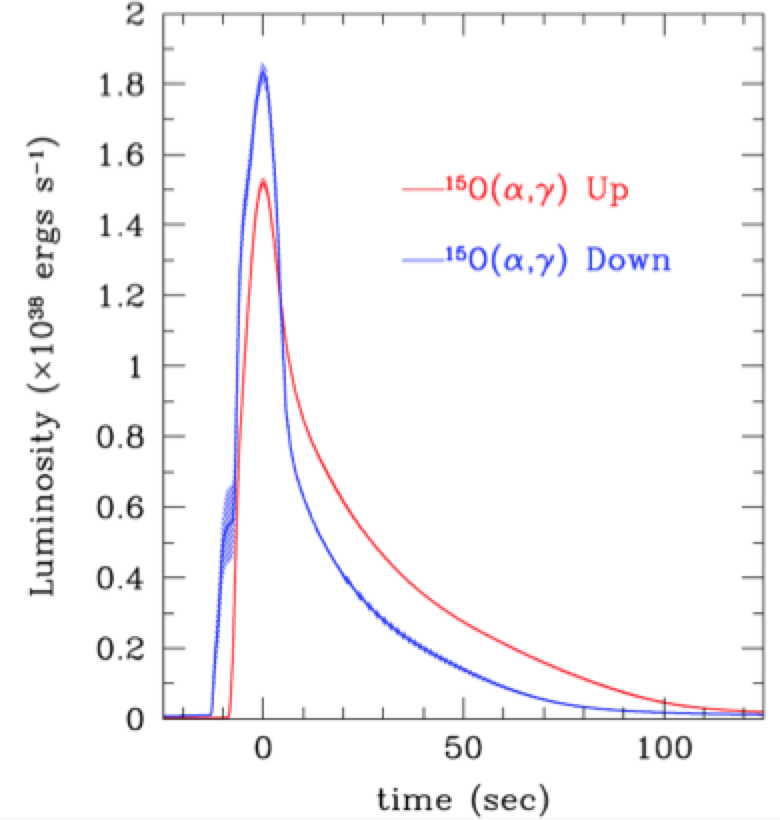 2
1.8
1.6
1.4
1.2
1
0.8
0.6
0.4
0.2
0
Luminosity (×10³⁸ ergs s⁻¹)
¹⁵O(α,γ) Up
¹⁵O(α,γ) Down
0 50 100
time (sec)